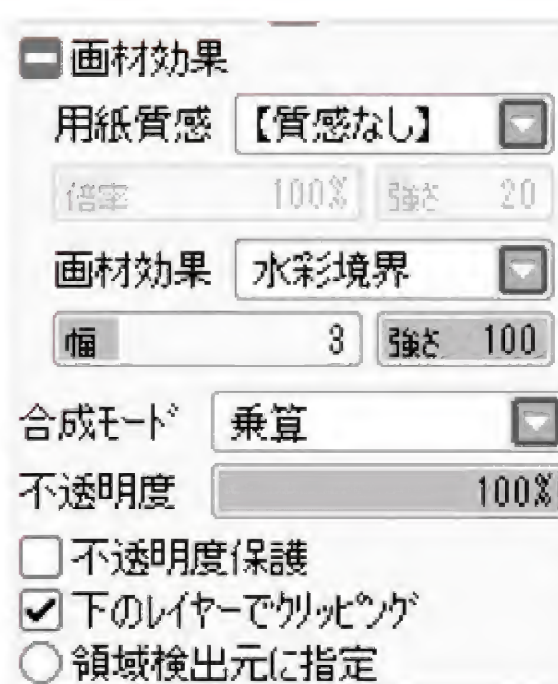 画材効果
用紙質感 【質感なし】
倍率 100% 強さ 20
画材効果 水彩境界
幅 3 強さ 100
合成モード 乗算
不透明度 100%
不透明度保護
下のレイヤーでクリッピング
領域検出元に指定